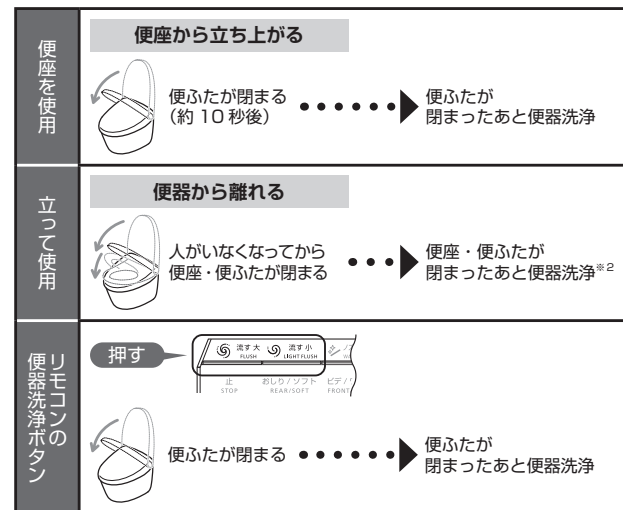 便座を使用
便座から立ち上がる
便ふたが閉まる
（約 10 秒後）
便ふたが
閉まったあと便器洗浄
立って使用
便器から離れる
人がいなくなってから
便座・便ふたが閉まる
便座・便ふたが
閉まったあと便器洗浄※2
リモコンの
便器洗浄ボタン
押す
流す大 流す小
FLUSH LIGHT FLUSH
止 おしり / ソフト ビデ /
STOP REAR/SOFT FRONT
便ふたが閉まる
便ふたが
閉まったあと便器洗浄